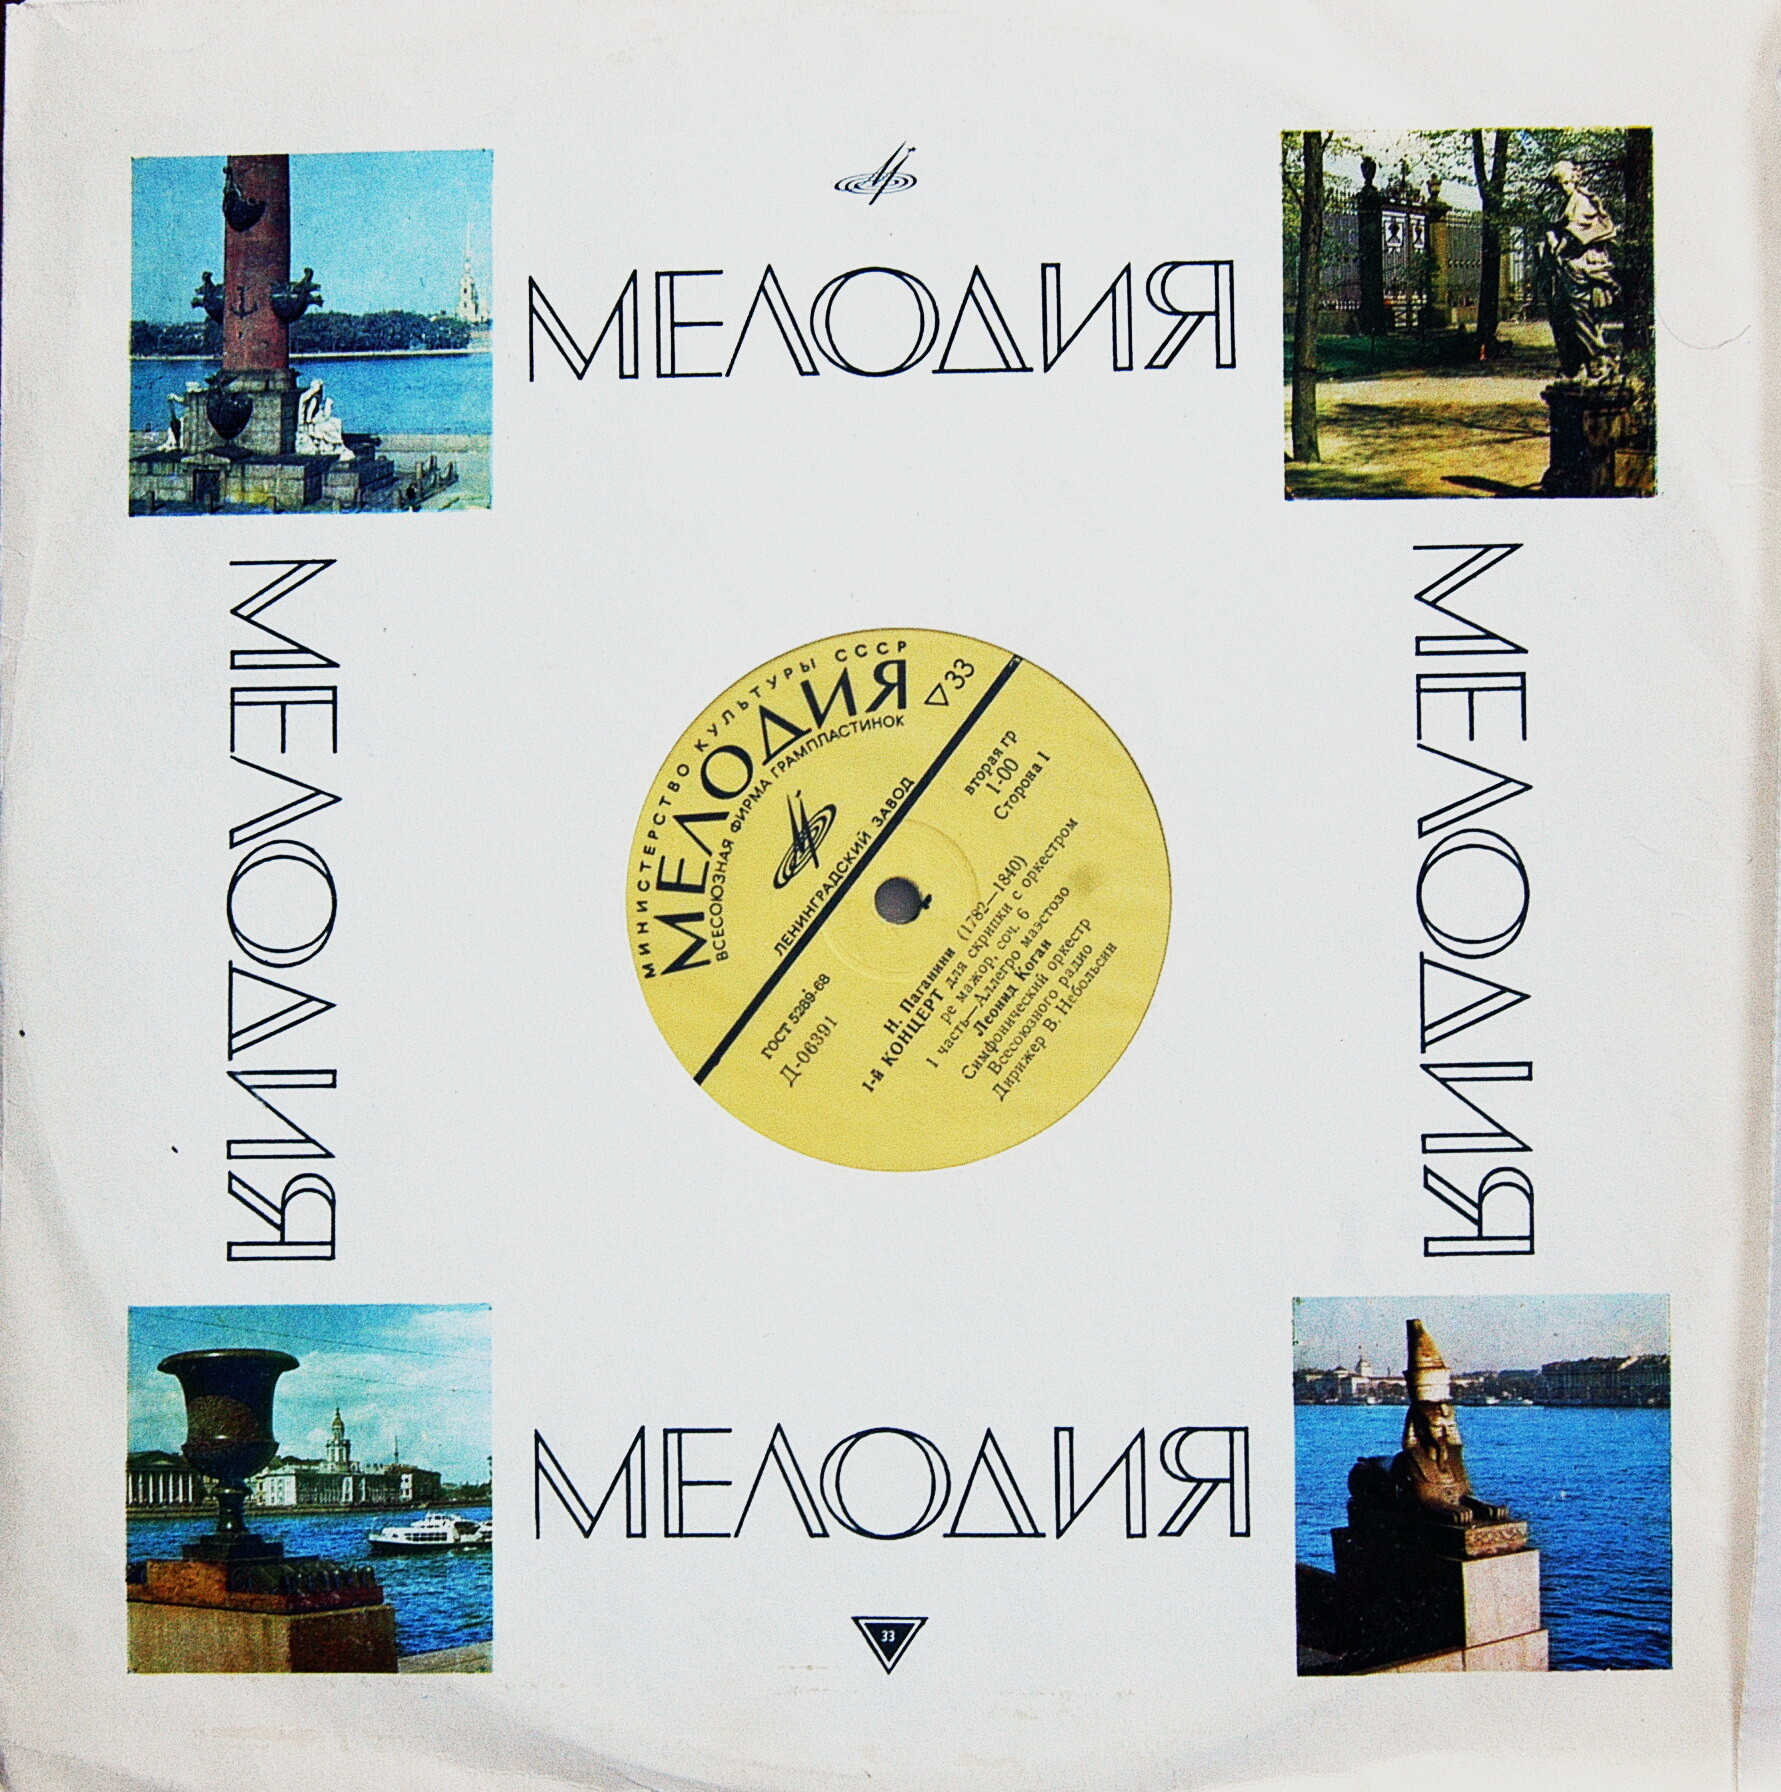 МЕЛОДИЯ
МЕЛОДИЯ
МЕЛОДИЯ
МИНИСТЕРСТВО КУЛЬТУРЫ СССР
МЕЛОДИЯ
ВСЕСОЮЗНАЯ ФИРМА ГРАМПЛАСТИНОК
▽33
ЛЕНИНГРАДСКИЙ ЗАВОД
ГОСТ 5289-68
Д-06391
вторая гр
1-00
Сторона 1
Н. Паганини (1782—1840)
1-й КОНЦЕРТ для скрипки с оркестром
ре мажор, соч. 6
1 часть—Аллегро маэстозо
Леонид Коган
Симфонический оркестр
Всесоюзного радио
Дирижер В. Небольсин
МЕЛОДИЯ
33